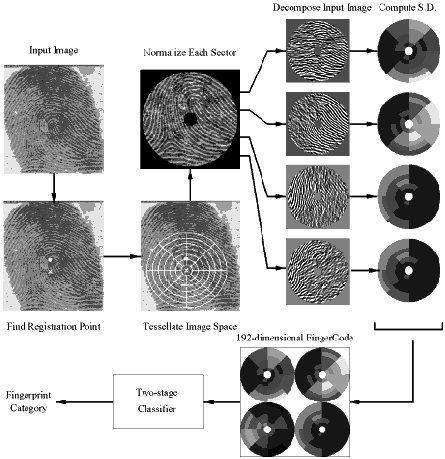 Decompose Input Image
Compute S.D.
Input Image
Normalize Each Sector
Find Registration Point
Tessellate Image Space
192-dimensional FingerCode
Fingerprint
Category
Two-stage
Classifier